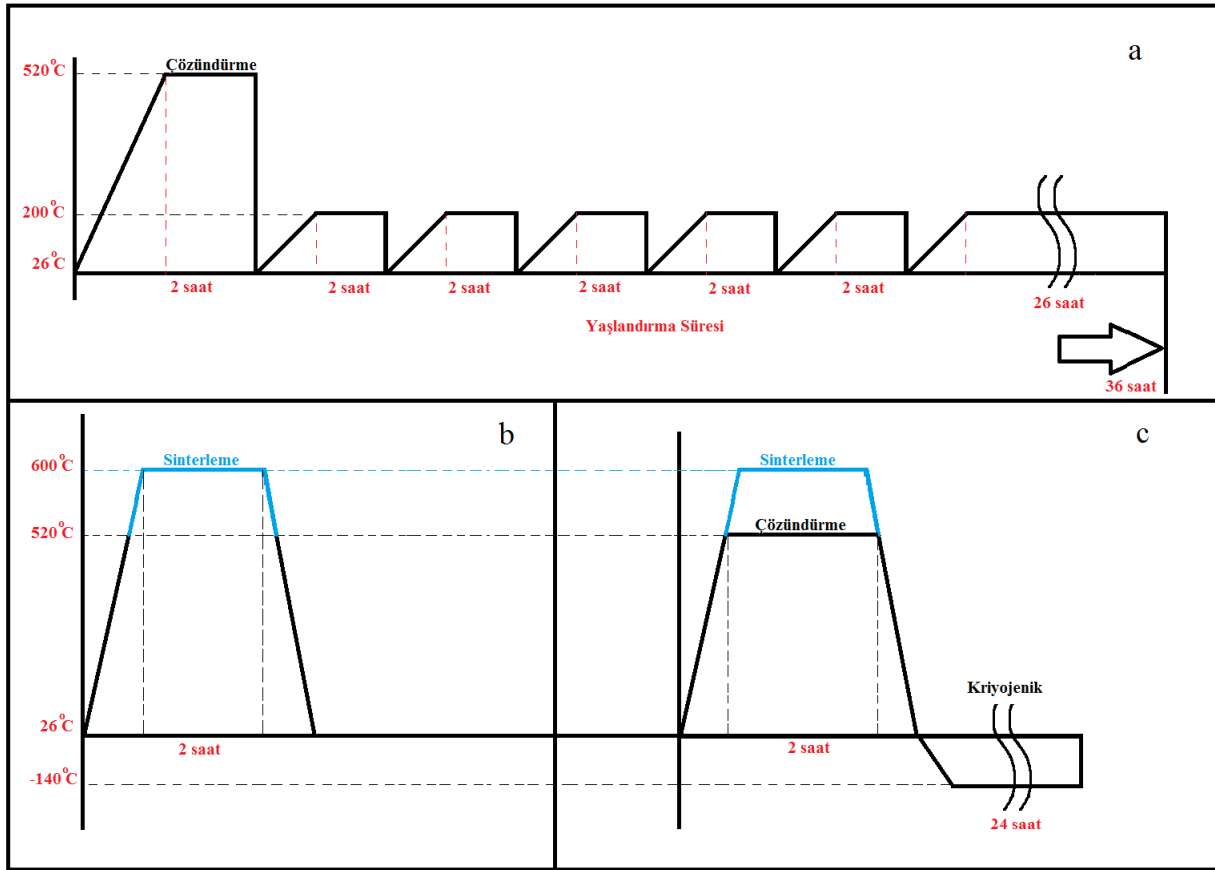 a
520°C
Çözündürme
200°C
26°C
2 saat
2 saat
2 saat
2 saat
2 saat
2 saat
26 saat
Yaşlandırma Süresi
36 saat
b
600°C
Sinterleme
520°C
26°C
2 saat
-140°C
c
Sinterleme
Çözündürme
Kriyojenik
2 saat
24 saat